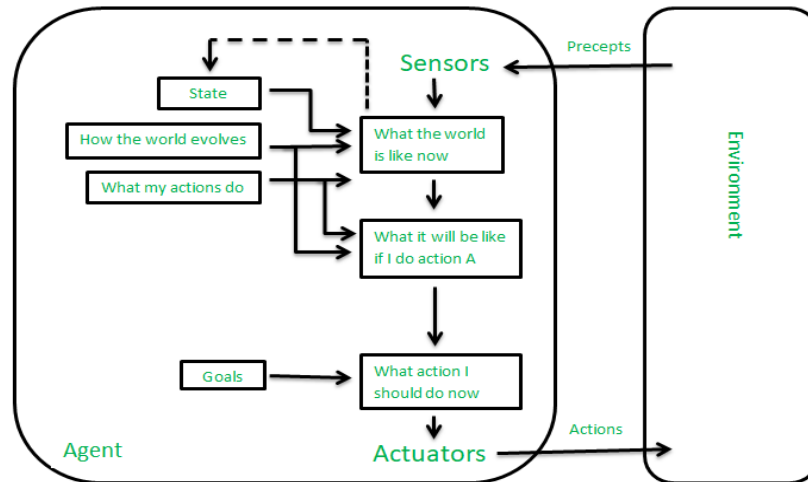 Sensors
Precepts
State
How the world evolves
What my actions do
What the world
is like now
What it will be like
if I do action A
Environment
Goals
What action I
should do now
Agent
Actuators
Actions